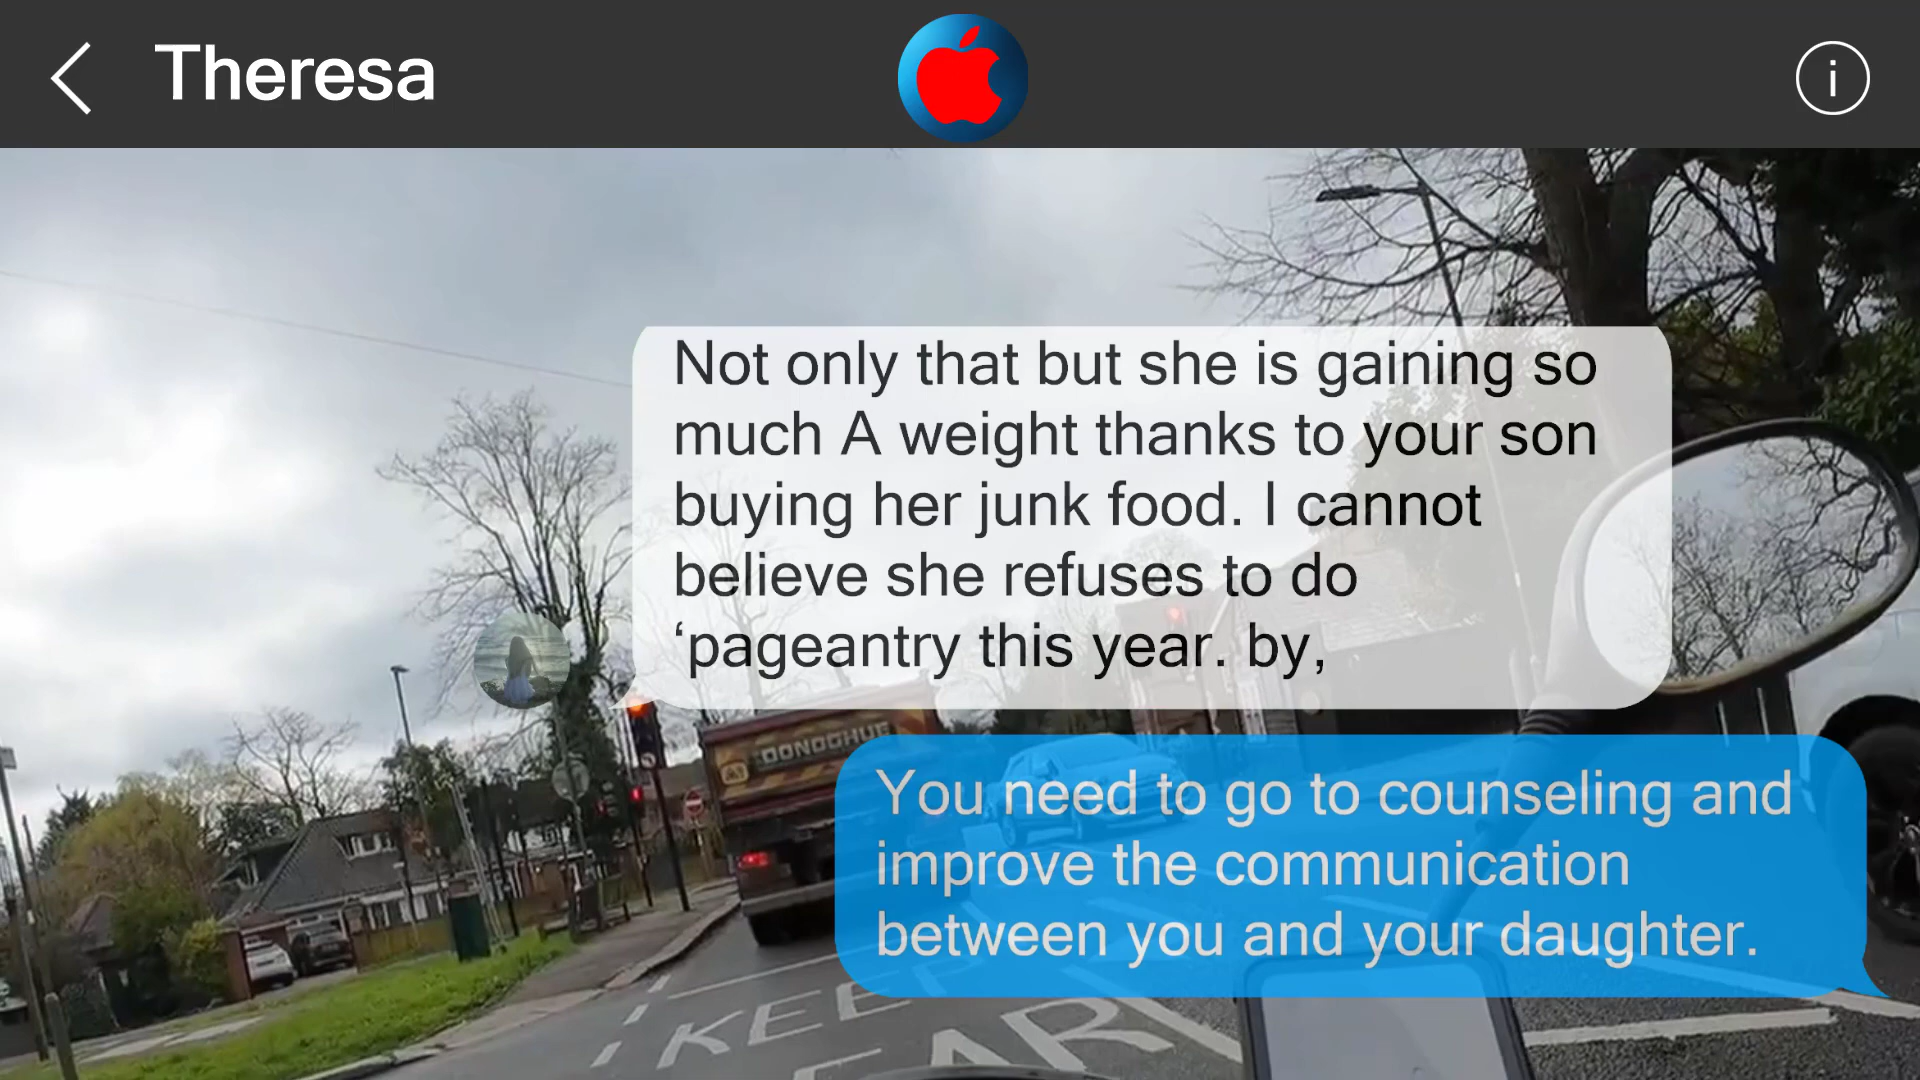 Theresa
i
Not only that but she is gaining so
much A weight thanks to your son
buying her junk food. I cannot
believe she refuses to do
‘pageantry this year. by,
DONOGHUE
You need to go to counseling and
improve the communication
between you and your daughter.
KEEP